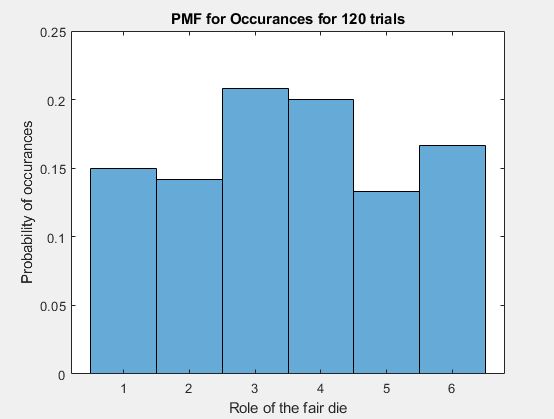 PMF for Occurances for 120 trials
0.25
0.2
0.15
0.1
0.05
0
Probability of occurances
1 2 3 4 5 6
Role of the fair die